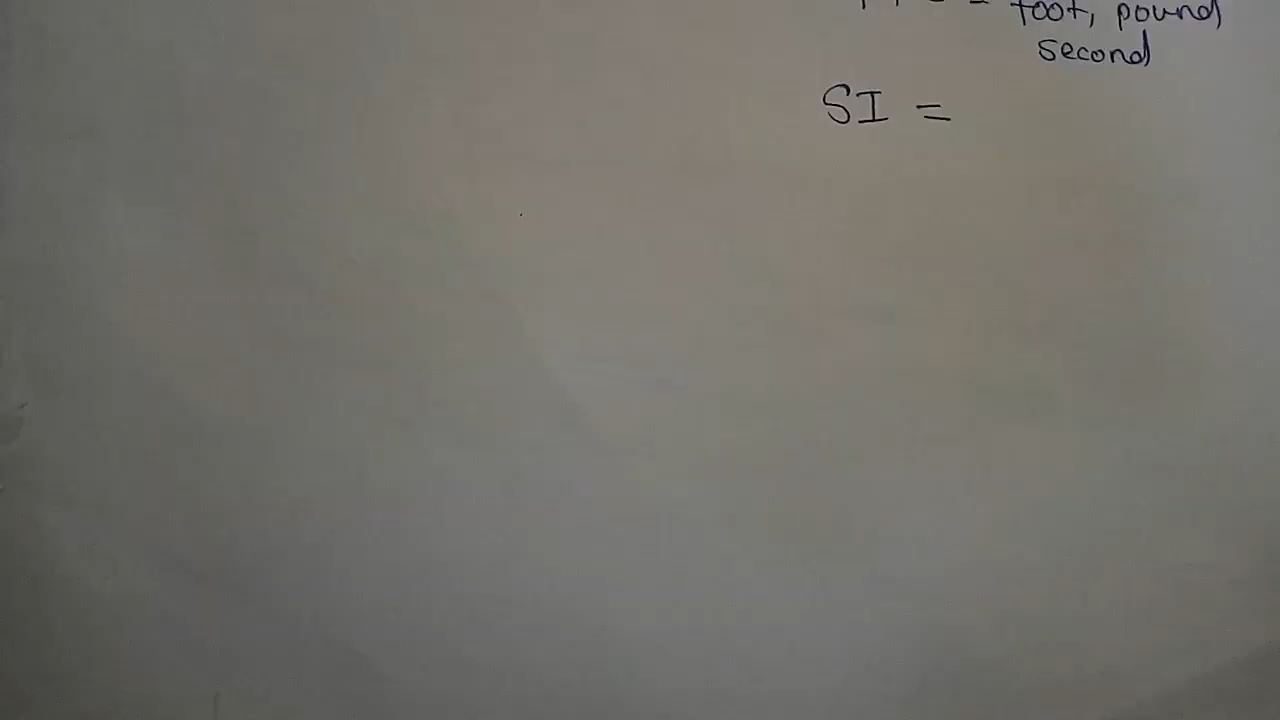 = foot, pound,
second
SI =